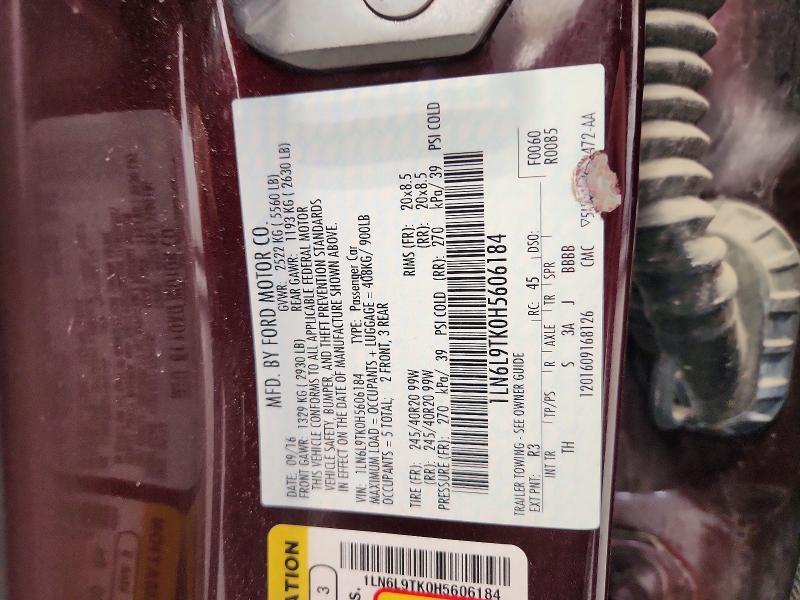 MFD. BY FORD MOTOR CO.
DATE: 09/16 GVWR: 2522 KG ( 5560 LB)
FRONT GAWR: 1329 KG ( 2930 LB) REAR GAWR: 1193 KG ( 2630 LB)
THIS VEHICLE CONFORMS TO ALL APPLICABLE FEDERAL MOTOR
VEHICLE SAFETY, BUMPER, AND THEFT PREVENTION STANDARDS
IN EFFECT ON THE DATE OF MANUFACTURE SHOWN ABOVE.
VIN: 1LN6L9TK0H5606184 TYPE: Passenger Car
MAXIMUM LOAD = OCCUPANTS + LUGGAGE = 408KG/ 900LB
OCCUPANTS = 5 TOTAL; 2 FRONT, 3 REAR
TIRE (FR): 245/40R20 99W RIMS (FR): 20x8.5
(RR): 245/40R20 99W (RR): 20x8.5
PRESSURE (FR): 270 kPa/ 39 PSI COLD (RR): 270 kPa/ 39 PSI COLD
1LN6L9TK0H5606184
TRAILER TOWING - SEE OWNER GUIDE
F0060
EXT PNT: R3 RC: 45 DSO: R0085
INT TR TP/PS R AXLE TR SPR
TH S 3A J BBBB
1201609168126 CMC 472-AA
ATION
3
S.
1LN6L9TK0H5606184